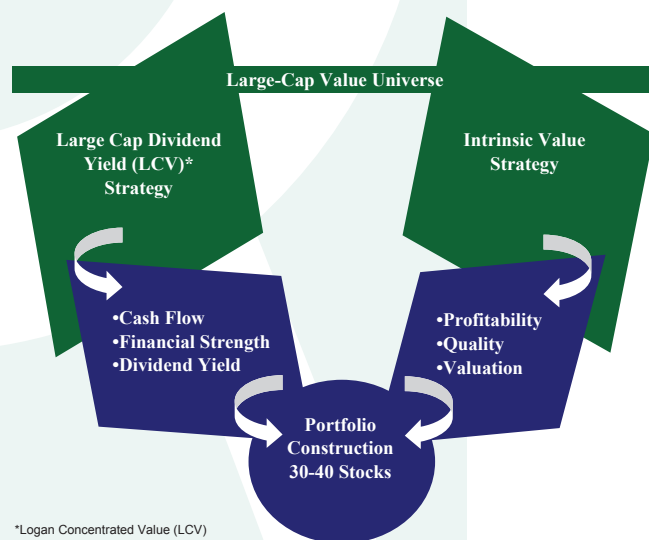 Large-Cap Value Universe
Large Cap Dividend
Yield (LCV)*
Strategy
Intrinsic Value
Strategy
•Cash Flow
•Financial Strength
•Dividend Yield
•Profitability
•Quality
•Valuation
Portfolio
Construction
30-40 Stocks
*Logan Concentrated Value (LCV)